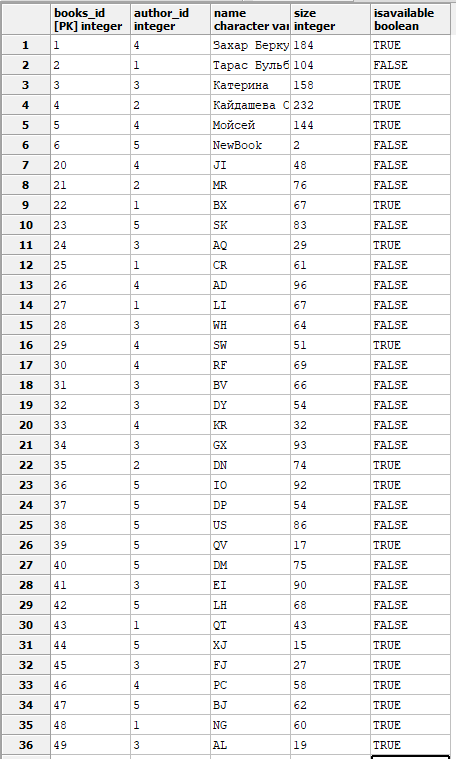 books_id author_id name size isavailable
[PK] integer integer character var integer boolean
1 1 4 Захар Верку 184 TRUE
2 2 1 Тарас Бульб 104 FALSE
3 3 3 Катерина 158 TRUE
4 4 2 Кайдашева С 232 TRUE
5 5 4 Мойсей 144 TRUE
6 6 5 NewBook 2 FALSE
7 20 4 JI 48 FALSE
8 21 2 MR 76 FALSE
9 22 1 BX 67 TRUE
10 23 5 SK 83 FALSE
11 24 3 AQ 29 TRUE
12 25 1 CR 61 FALSE
13 26 4 AD 96 FALSE
14 27 1 LI 67 FALSE
15 28 3 WH 64 FALSE
16 29 4 SW 51 TRUE
17 30 4 RF 69 FALSE
18 31 3 BV 66 FALSE
19 32 3 DY 54 FALSE
20 33 4 KR 32 FALSE
21 34 3 GX 93 FALSE
22 35 2 DN 74 TRUE
23 36 5 IO 92 TRUE
24 37 5 DP 54 FALSE
25 38 5 US 86 FALSE
26 39 5 QV 17 TRUE
27 40 5 DM 75 FALSE
28 41 3 EI 90 FALSE
29 42 5 LH 68 FALSE
30 43 1 QT 43 FALSE
31 44 5 XJ 15 TRUE
32 45 3 FJ 27 TRUE
33 46 4 PC 58 TRUE
34 47 5 BJ 62 TRUE
35 48 1 NG 60 TRUE
36 49 3 AL 19 TRUE